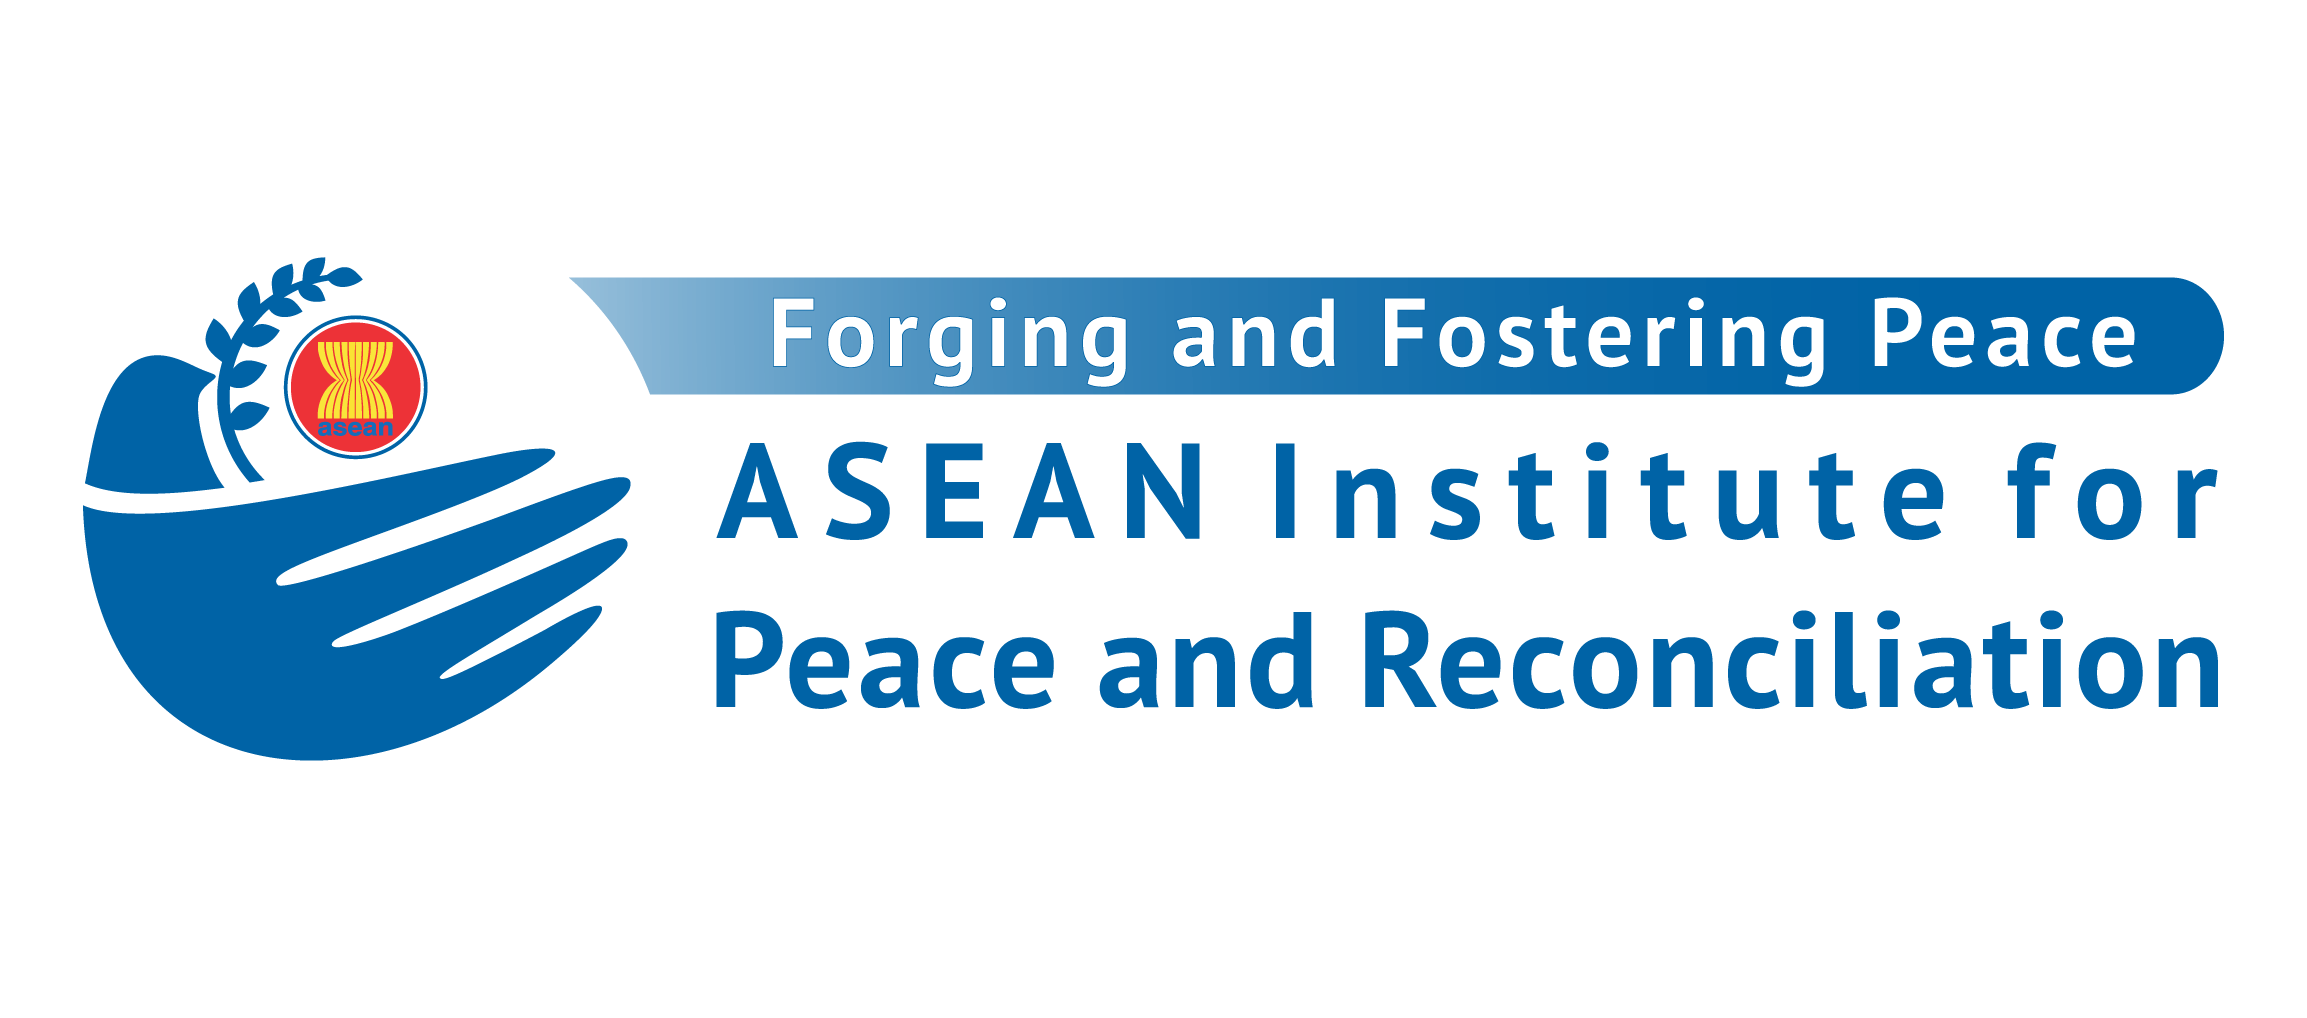 asean
Forging and Fostering Peace
ASEAN Institute for
Peace and Reconciliation